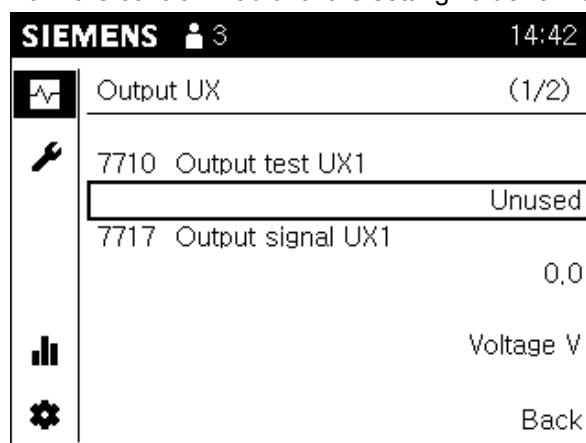 SIEMENS 3 14:42
Output UX (1/2)
7710 Output test UX1
Unused
7717 Output signal UX1
0,0
Voltage V
Back